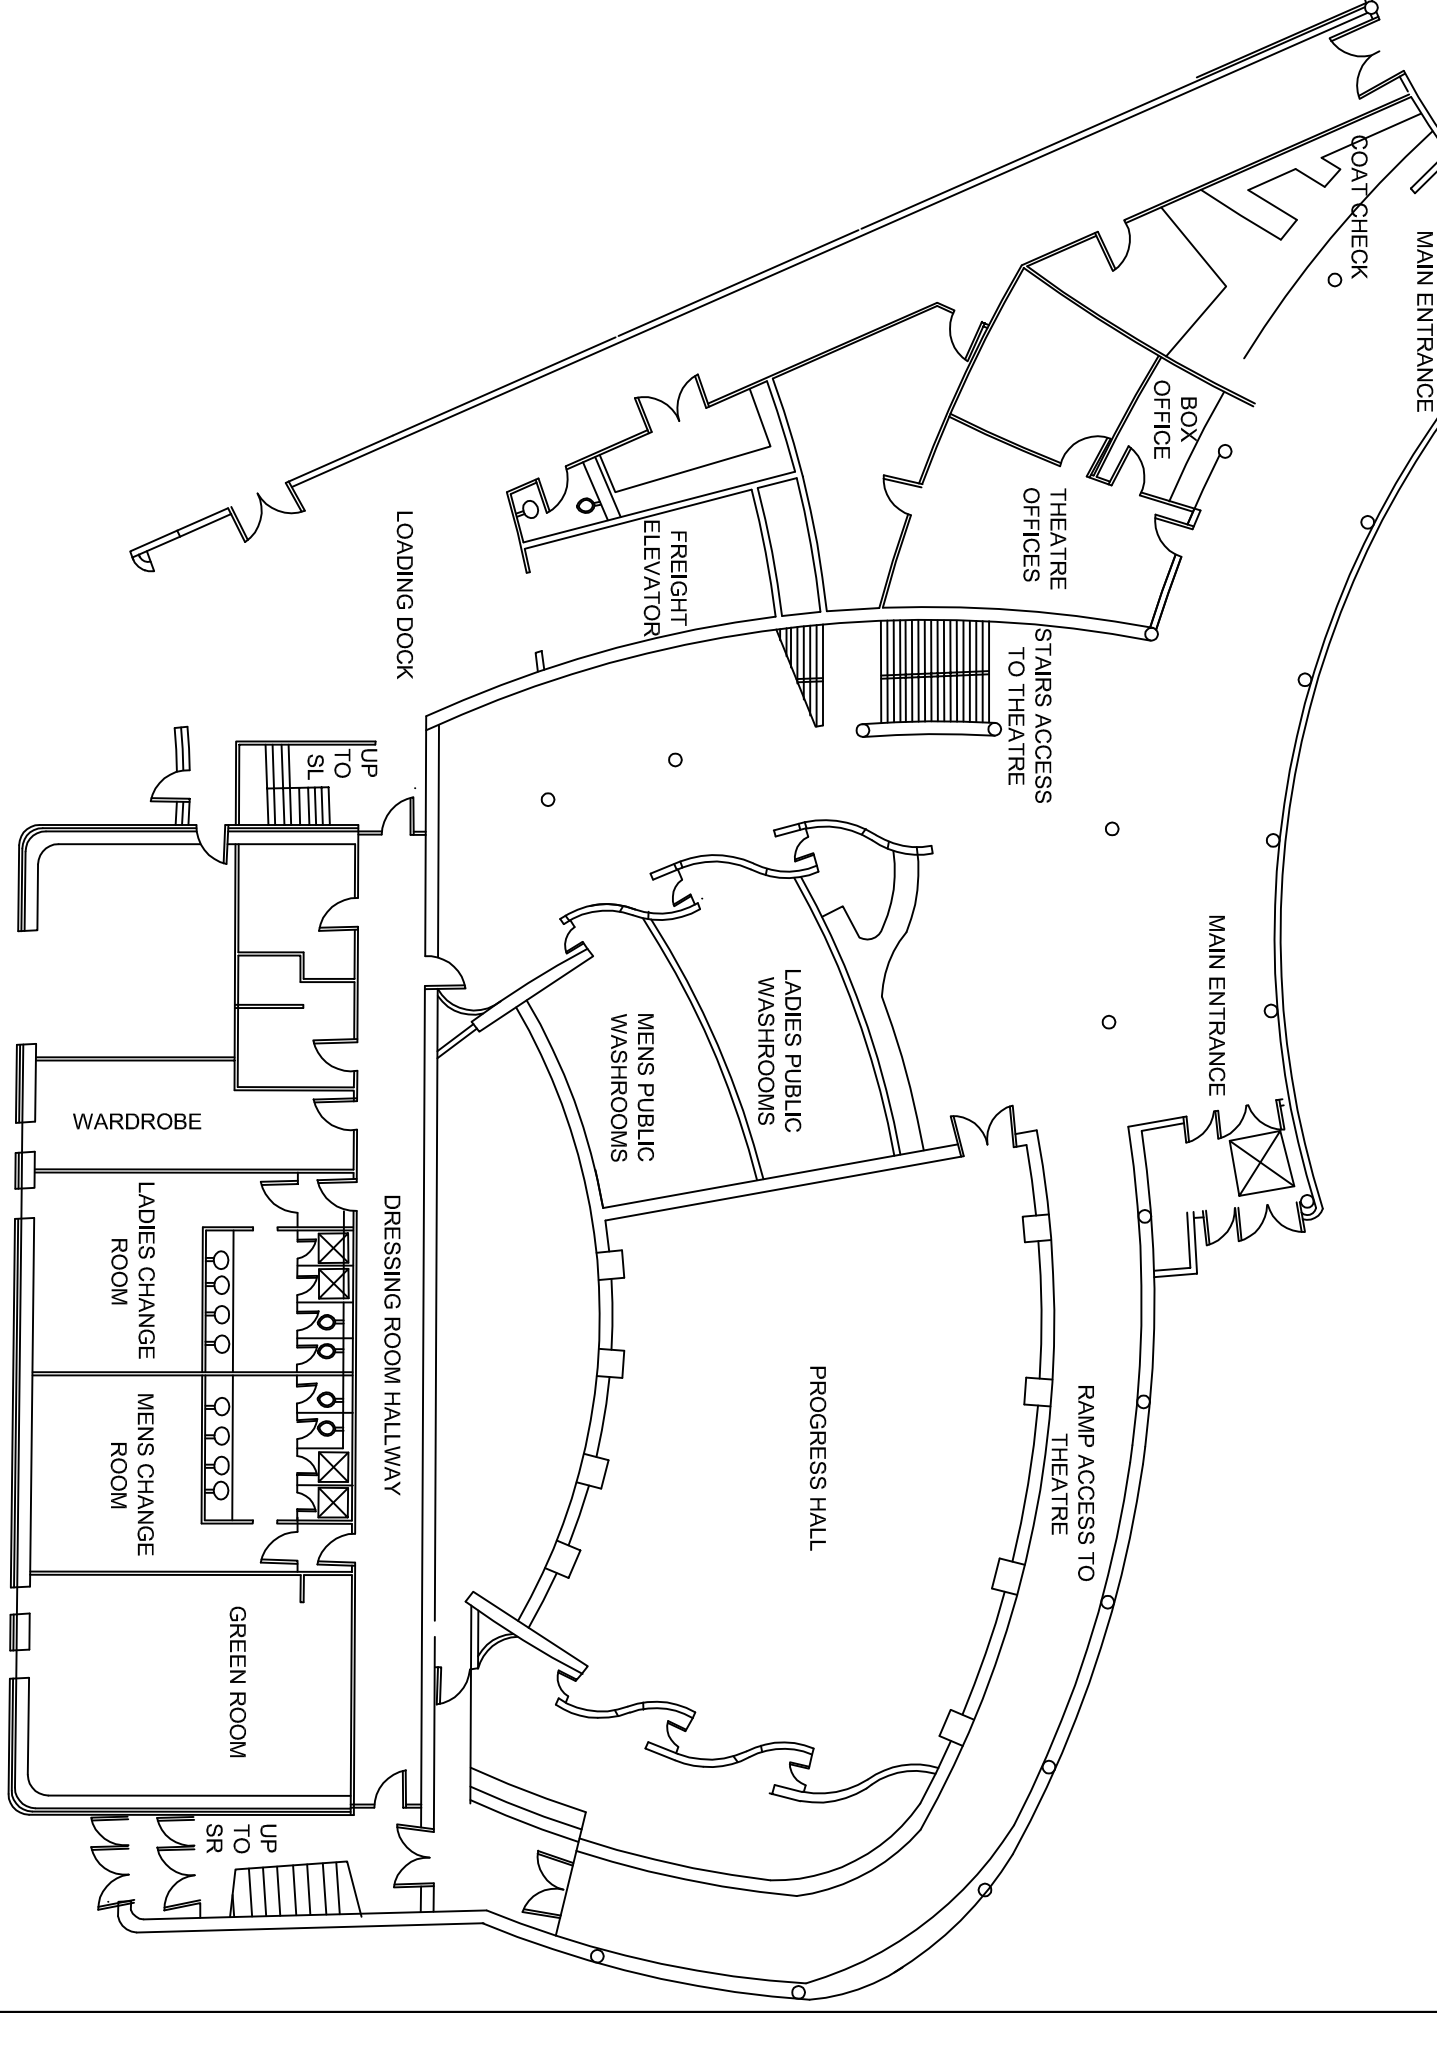 COAT CHECK
MAIN ENTRANCE
BOX
OFFICE
THEATRE
OFFICES
FREIGHT
ELEVATOR
LOADING DOCK
STAIRS ACCESS
TO THEATRE
UP
TO
SL
MAIN ENTRANCE
LADIES PUBLIC
WASHROOMS
MENS PUBLIC
WASHROOMS
WARDROBE
LADIES CHANGE
ROOM
DRESSING ROOM HALLWAY
PROGRESS HALL
RAMP ACCESS TO
THEATRE
MENS CHANGE
ROOM
GREEN ROOM
UP
TO
SR